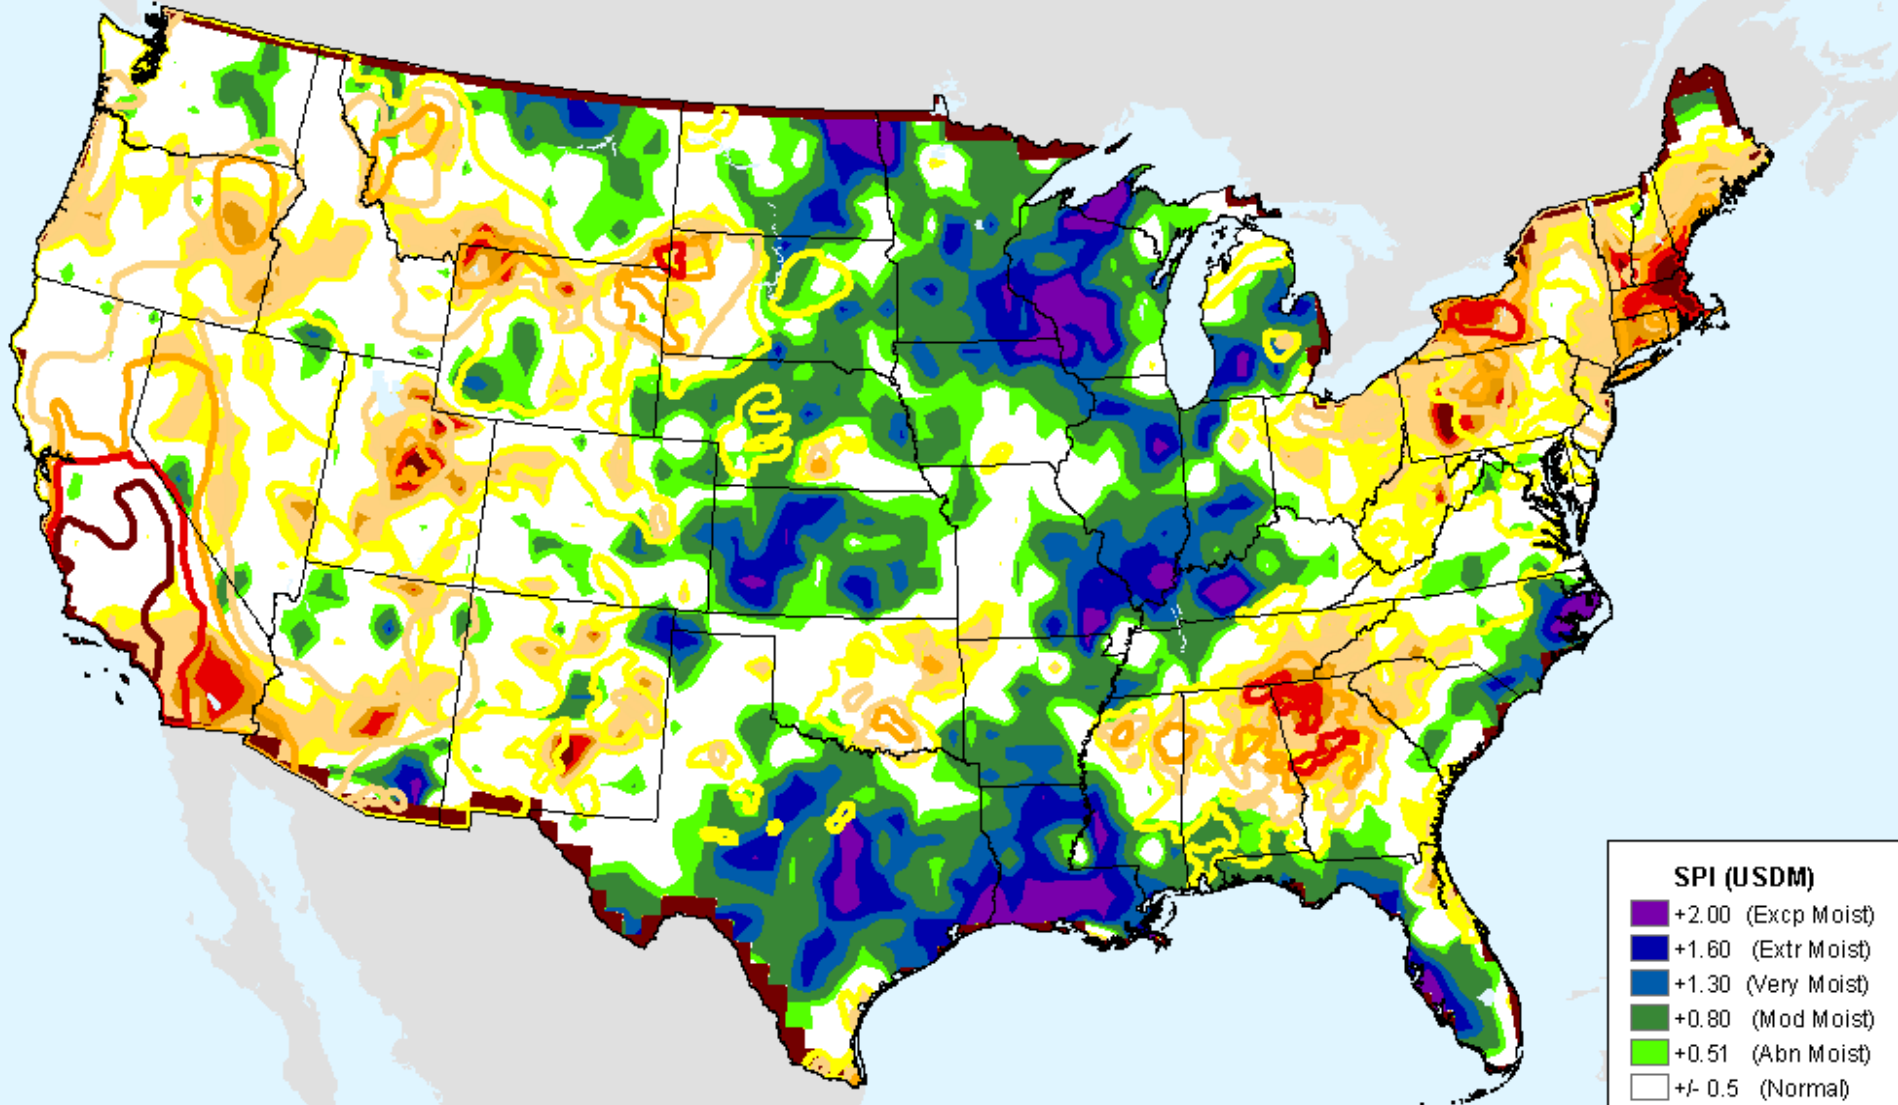 SPI (USDM)
+2.00 (Excp Moist)
+1.60 (Extr Moist)
+1.30 (Very Moist)
+0.80 (Mod Moist)
+0.51 (Abn Moist)
+/- 0.5 (Normal)